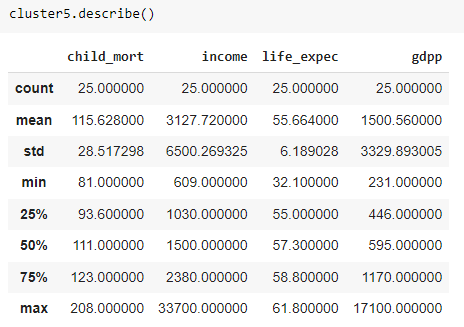 cluster5.describe()
child_mort income life_expec gdpp
count 25.000000 25.000000 25.000000 25.000000
mean 115.628000 3127.720000 55.664000 1500.560000
std 28.517298 6500.269325 6.189028 3329.893005
min 81.000000 609.000000 32.100000 231.000000
25% 93.600000 1030.000000 55.000000 446.000000
50% 111.000000 1500.000000 57.300000 595.000000
75% 123.000000 2380.000000 58.800000 1170.000000
max 208.000000 33700.000000 61.800000 17100.000000